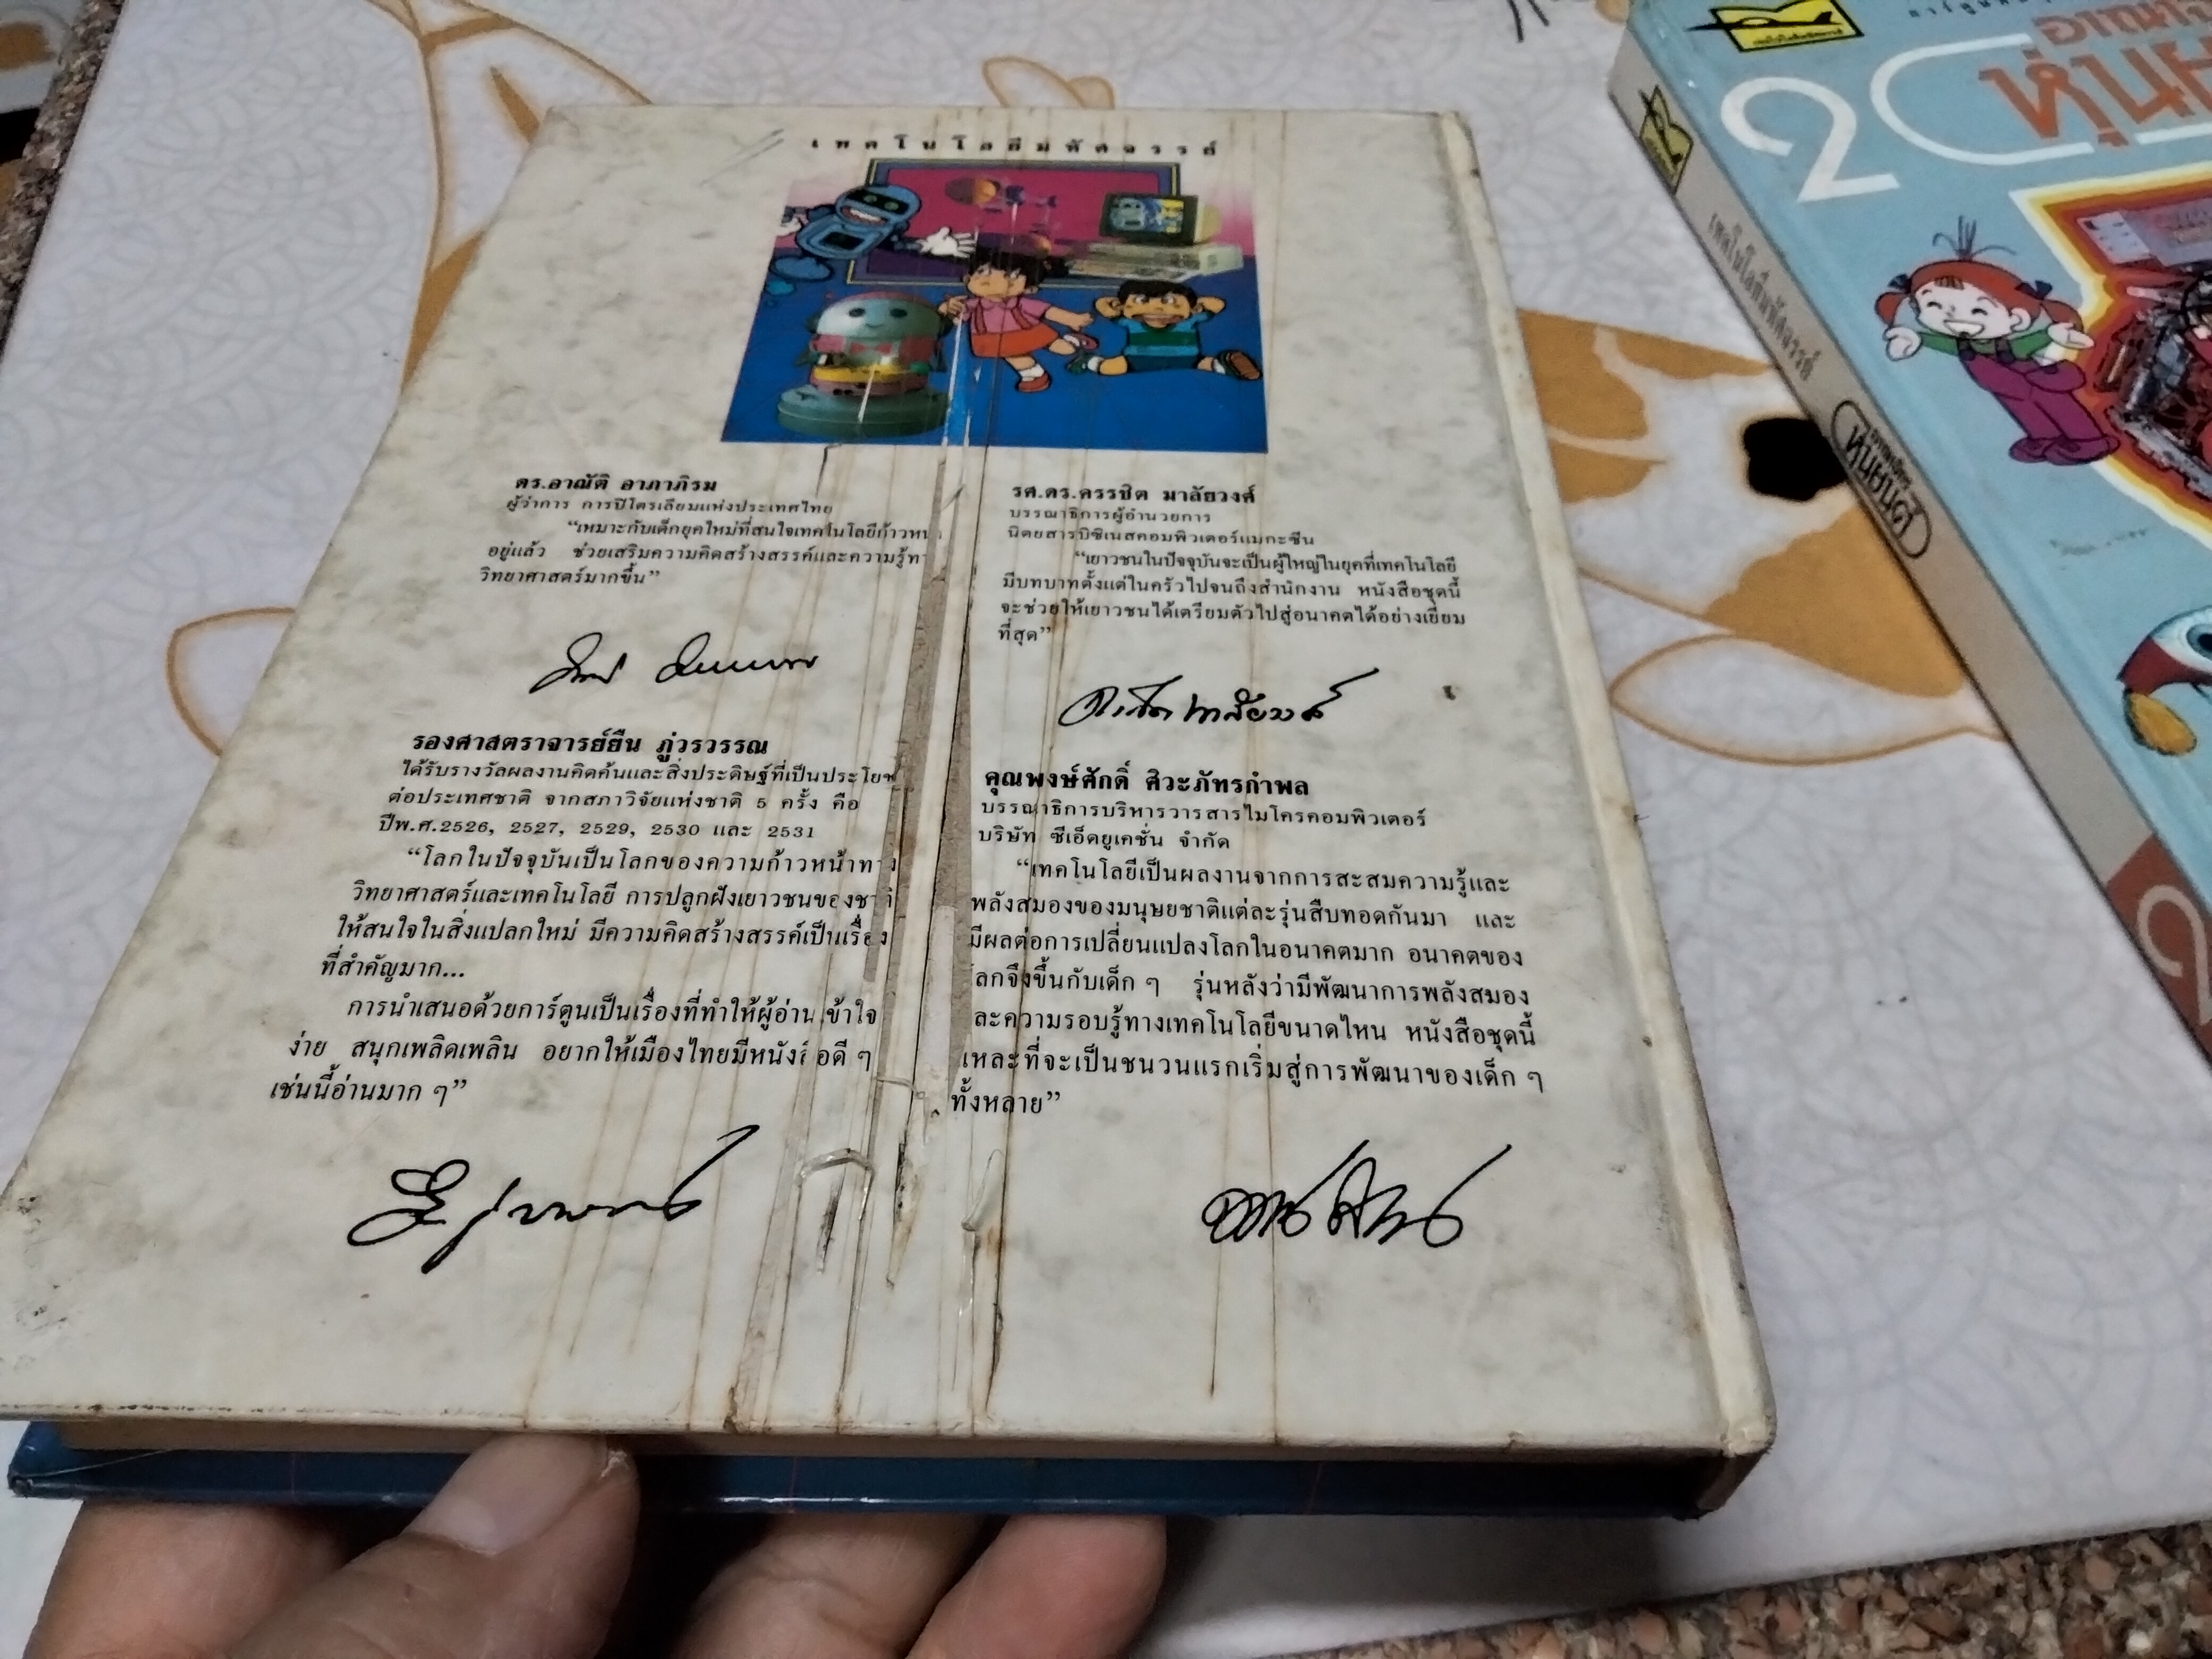 เทคโนโลยีมหัศจรรย์
ดร.อาณัติ อาภาภิรม
ผู้ว่าการ การปิโตรเลียมแห่งประเทศไทย
“เหมาะกับเด็กยุคใหม่ที่สนใจเทคโนโลยีก้าวหน
อยู่แล้ว ช่วยเสริมความคิดสร้างสรรค์และความรู้ทา
วิทยาศาสตร์มากขึ้น”
รองศาสตราจารย์ยืน ภู่วรวรรณ
ได้รับรางวัลผลงานคิดค้นและสิ่งประดิษฐ์ที่เป็นประโยช
ต่อประเทศชาติ จากสภาวิจัยแห่งชาติ 5 ครั้ง คือ
ปีพ.ศ.2526, 2527, 2529, 2530 และ 2531
“โลกในปัจจุบันเป็นโลกของความก้าวหน้าทาง
วิทยาศาสตร์และเทคโนโลยี การปลูกฝังเยาวชนของชาติ
ให้สนใจในสิ่งแปลกใหม่ มีความคิดสร้างสรรค์เป็นเรื่อง
ที่สำคัญมาก...
การนำเสนอด้วยการ์ตูนเป็นเรื่องที่ทำให้ผู้อ่านเข้าใจ
ง่าย สนุกเพลิดเพลิน อยากให้เมืองไทยมีหนังสือดี ๆ
เช่นนี้อ่านมาก ๆ”
รศ.ดร.ครรชิต มาลัยวงศ์
บรรณาธิการผู้อำนวยการ
นิตยสารบิซิเนสคอมพิวเตอร์แมกะซีน
“เยาวชนในปัจจุบันจะเป็นผู้ใหญ่ในยุคที่เทคโนโลยี
มีบทบาทตั้งแต่ในครัวไปจนถึงสำนักงาน หนังสือชุดนี้
จะช่วยให้เยาวชนได้เตรียมตัวไปสู่อนาคตได้อย่างเยี่ยม
ที่สุด”
คุณพงษ์ศักดิ์ ศิวะภัทรกำพล
บรรณาธิการบริหารวารสารไมโครคอมพิวเตอร์
บริษัท ซีเอ็ดยูเคชั่น จำกัด
“เทคโนโลยีเป็นผลงานจากการสะสมความรู้และ
พลังสมองของมนุษยชาติแต่ละรุ่นสืบทอดกันมา และ
มีผลต่อการเปลี่ยนแปลงโลกในอนาคตมาก อนาคตของ
โลกจึงขึ้นกับเด็ก ๆ รุ่นหลังว่ามีพัฒนาการพลังสมอง
ละความรอบรู้ทางเทคโนโลยีขนาดไหน หนังสือชุดนี้
เหละที่จะเป็นชนวนแรกเริ่มสู่การพัฒนาของเด็ก ๆ
ทั้งหลาย”
2
เทคโนโลยีมหัศจรรย์
หุ่นยนต์
2